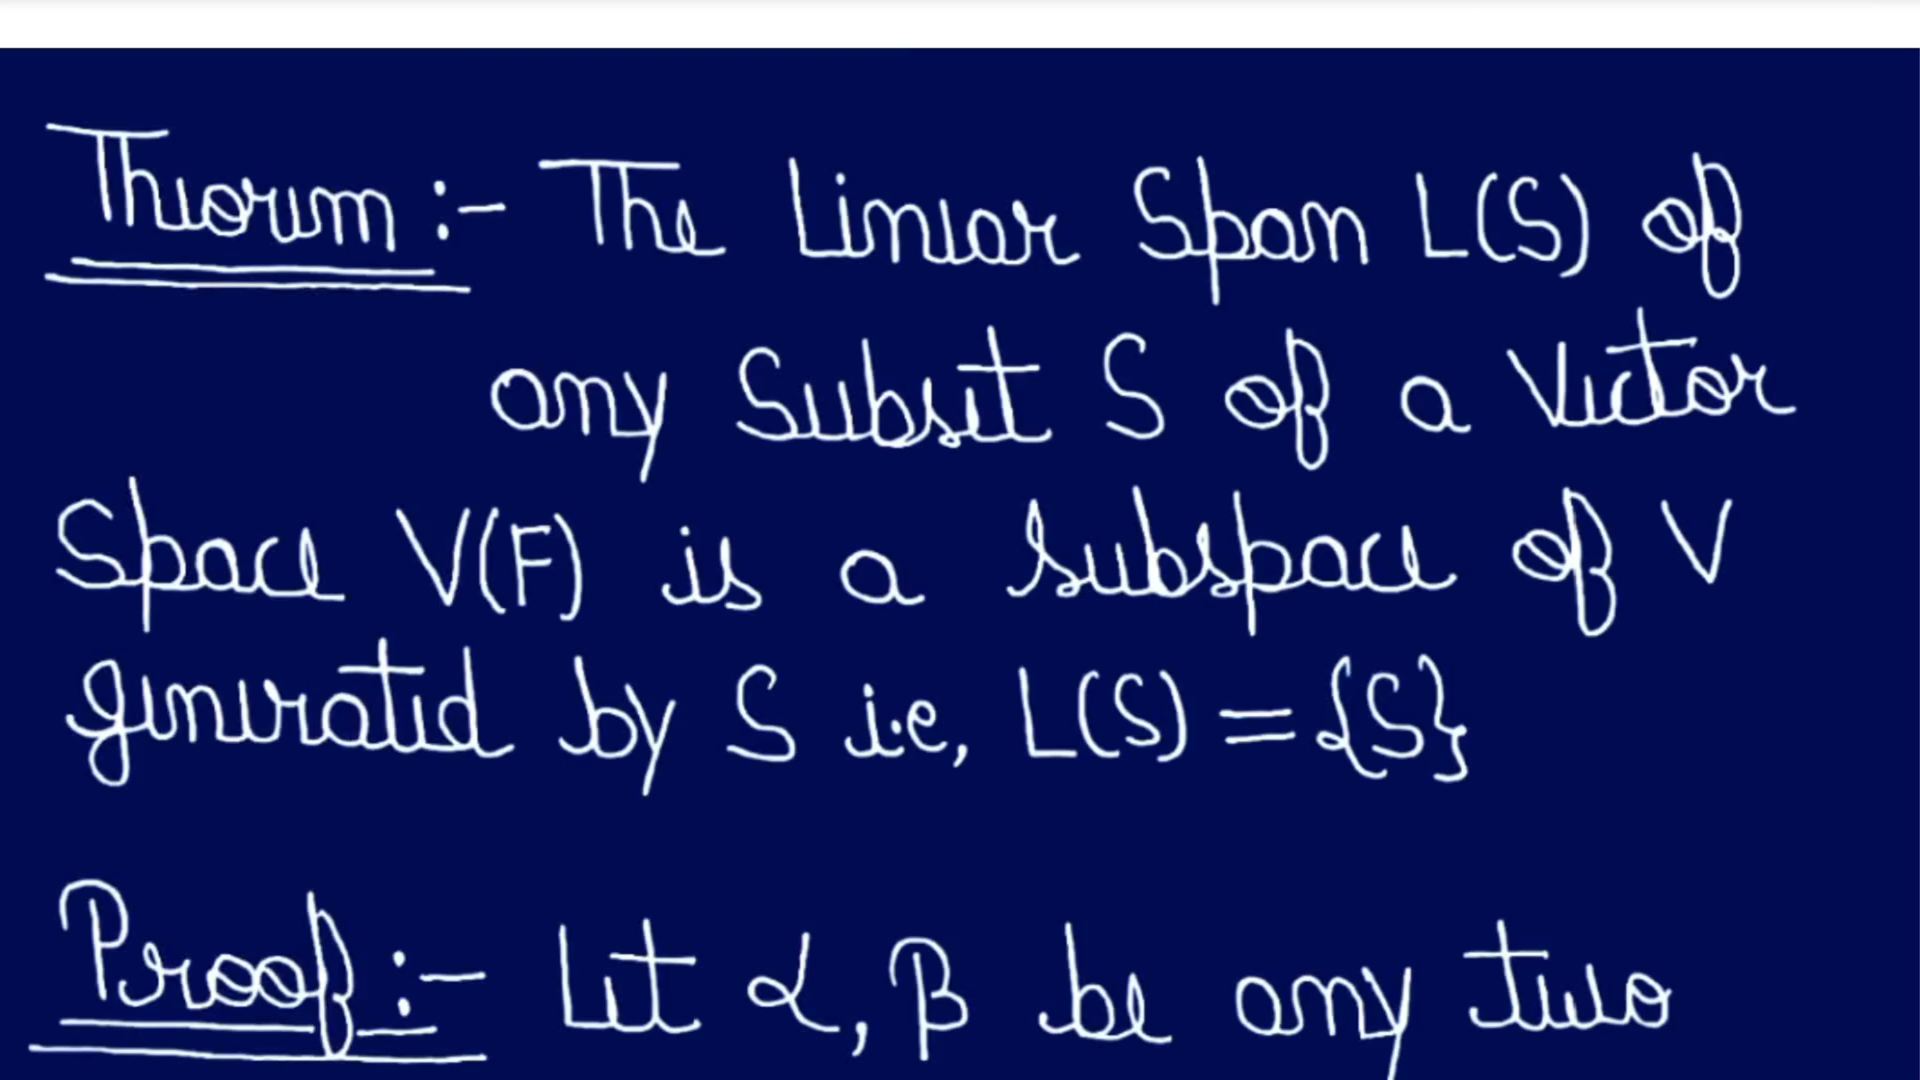 Theorem :- The Linear Span L(S) of
any Subset S of a Vector
Space V(F) is a subspace of V
generated by S i.e, L(S) = {S}
Proof :- Let α, β be any two